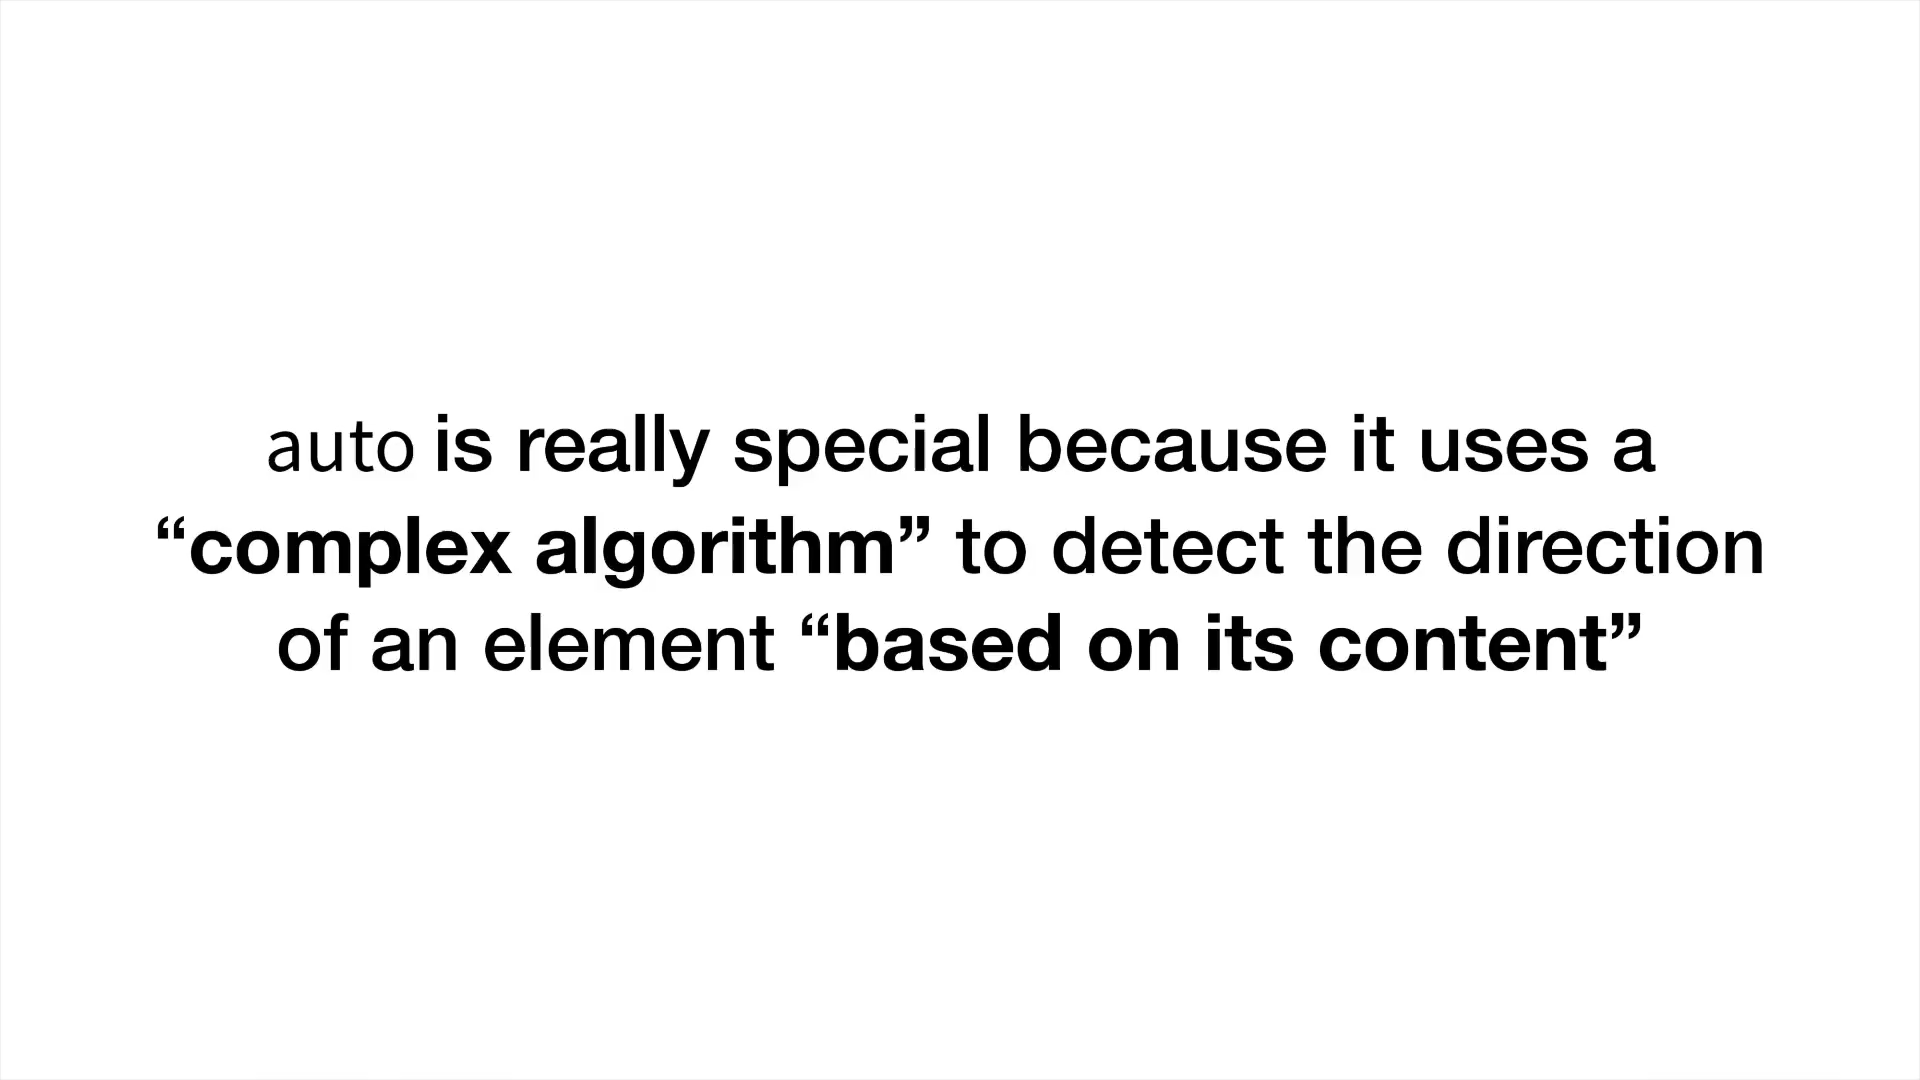 auto is really special because it uses a
“complex algorithm” to detect the direction
of an element “based on its content”